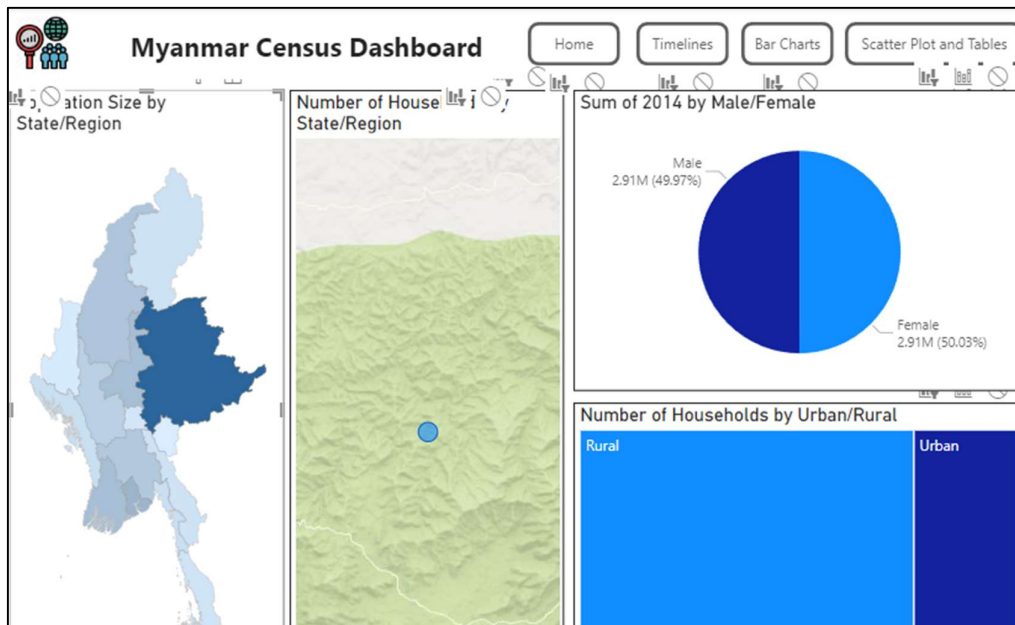 Myanmar Census Dashboard
Home
Timelines
Bar Charts
Scatter Plot and Tables
Size by
State/Region
Number of
State/Region
Sum of 2014 by Male/Female
Male
2.91M (49.97%)
Female
2.91M (50.03%)
Number of Households by Urban/Rural
Rural
Urban